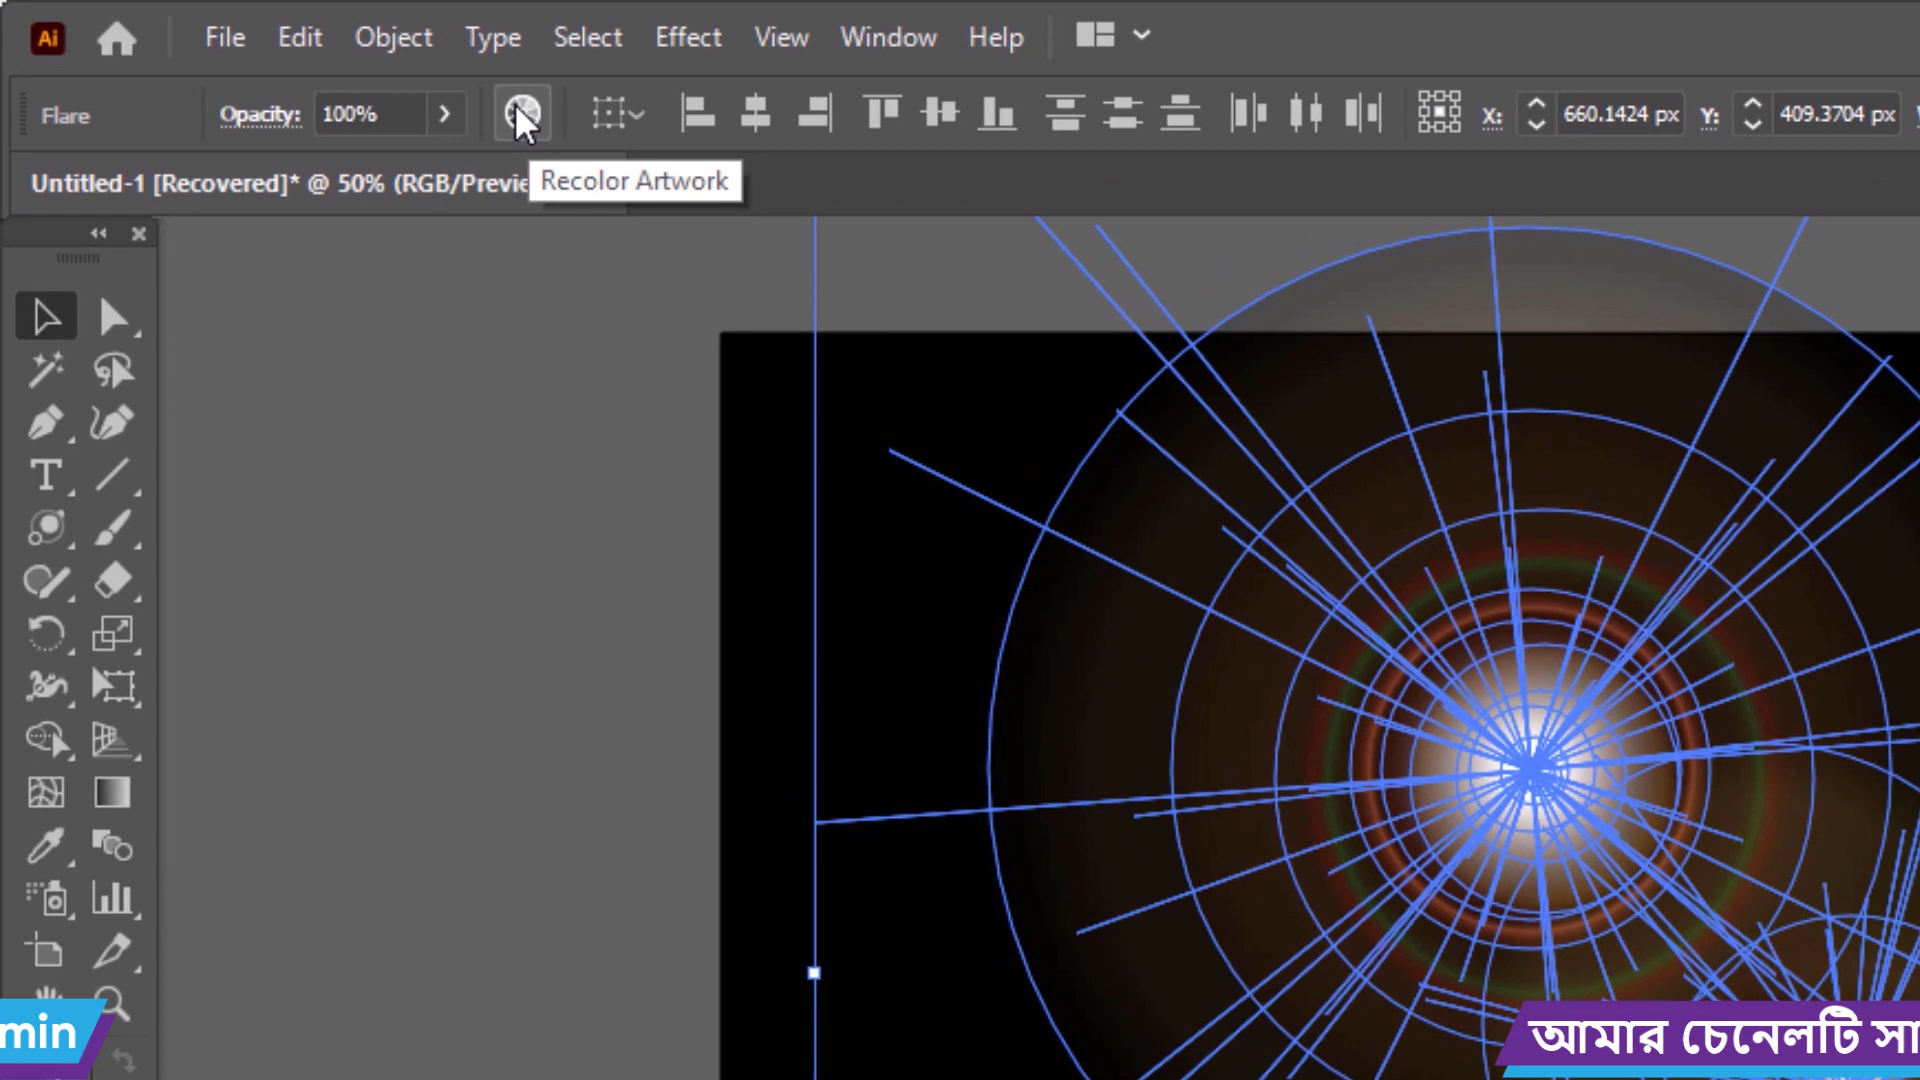 Ai File Edit Object Type Select Effect View Window Help
Flare Opacity: 100% X: 660.1424 px Y: 409.3704 px
Untitled-1 [Recovered]* @ 50% (RGB/Previe
Recolor Artwork
T
min
আমার চেনেলটি সা